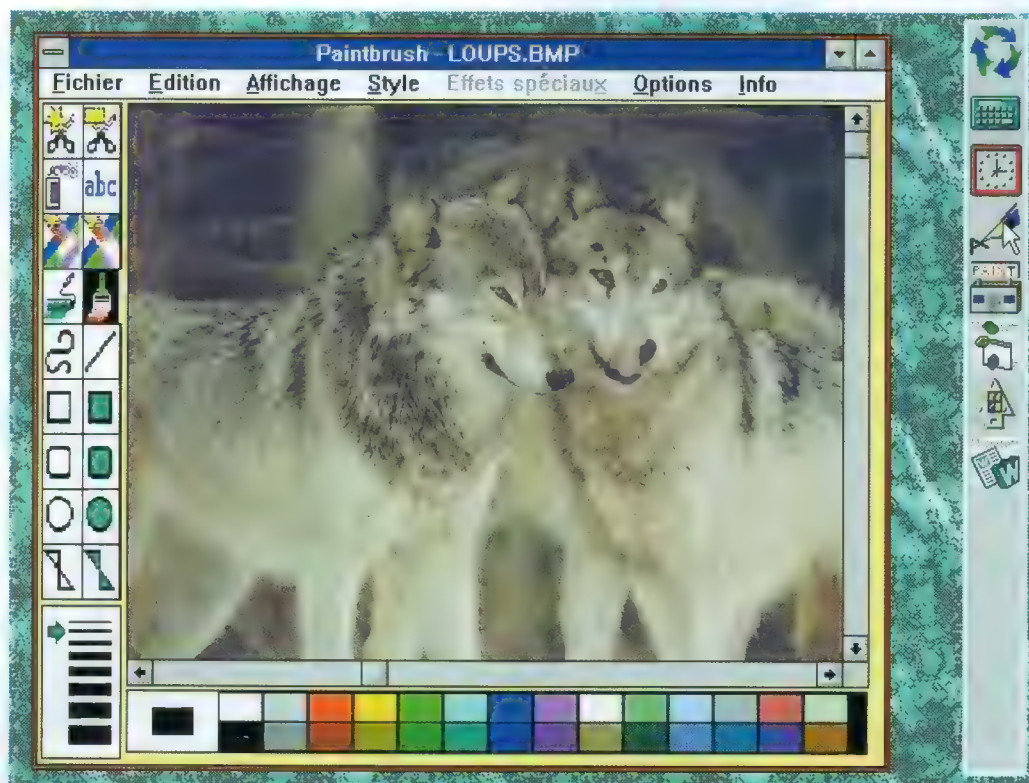 Paintbrush - LOUPS.BMP
Fichier Edition Affichage Style Effets spéciaux Options Info
abc
PAINT
W